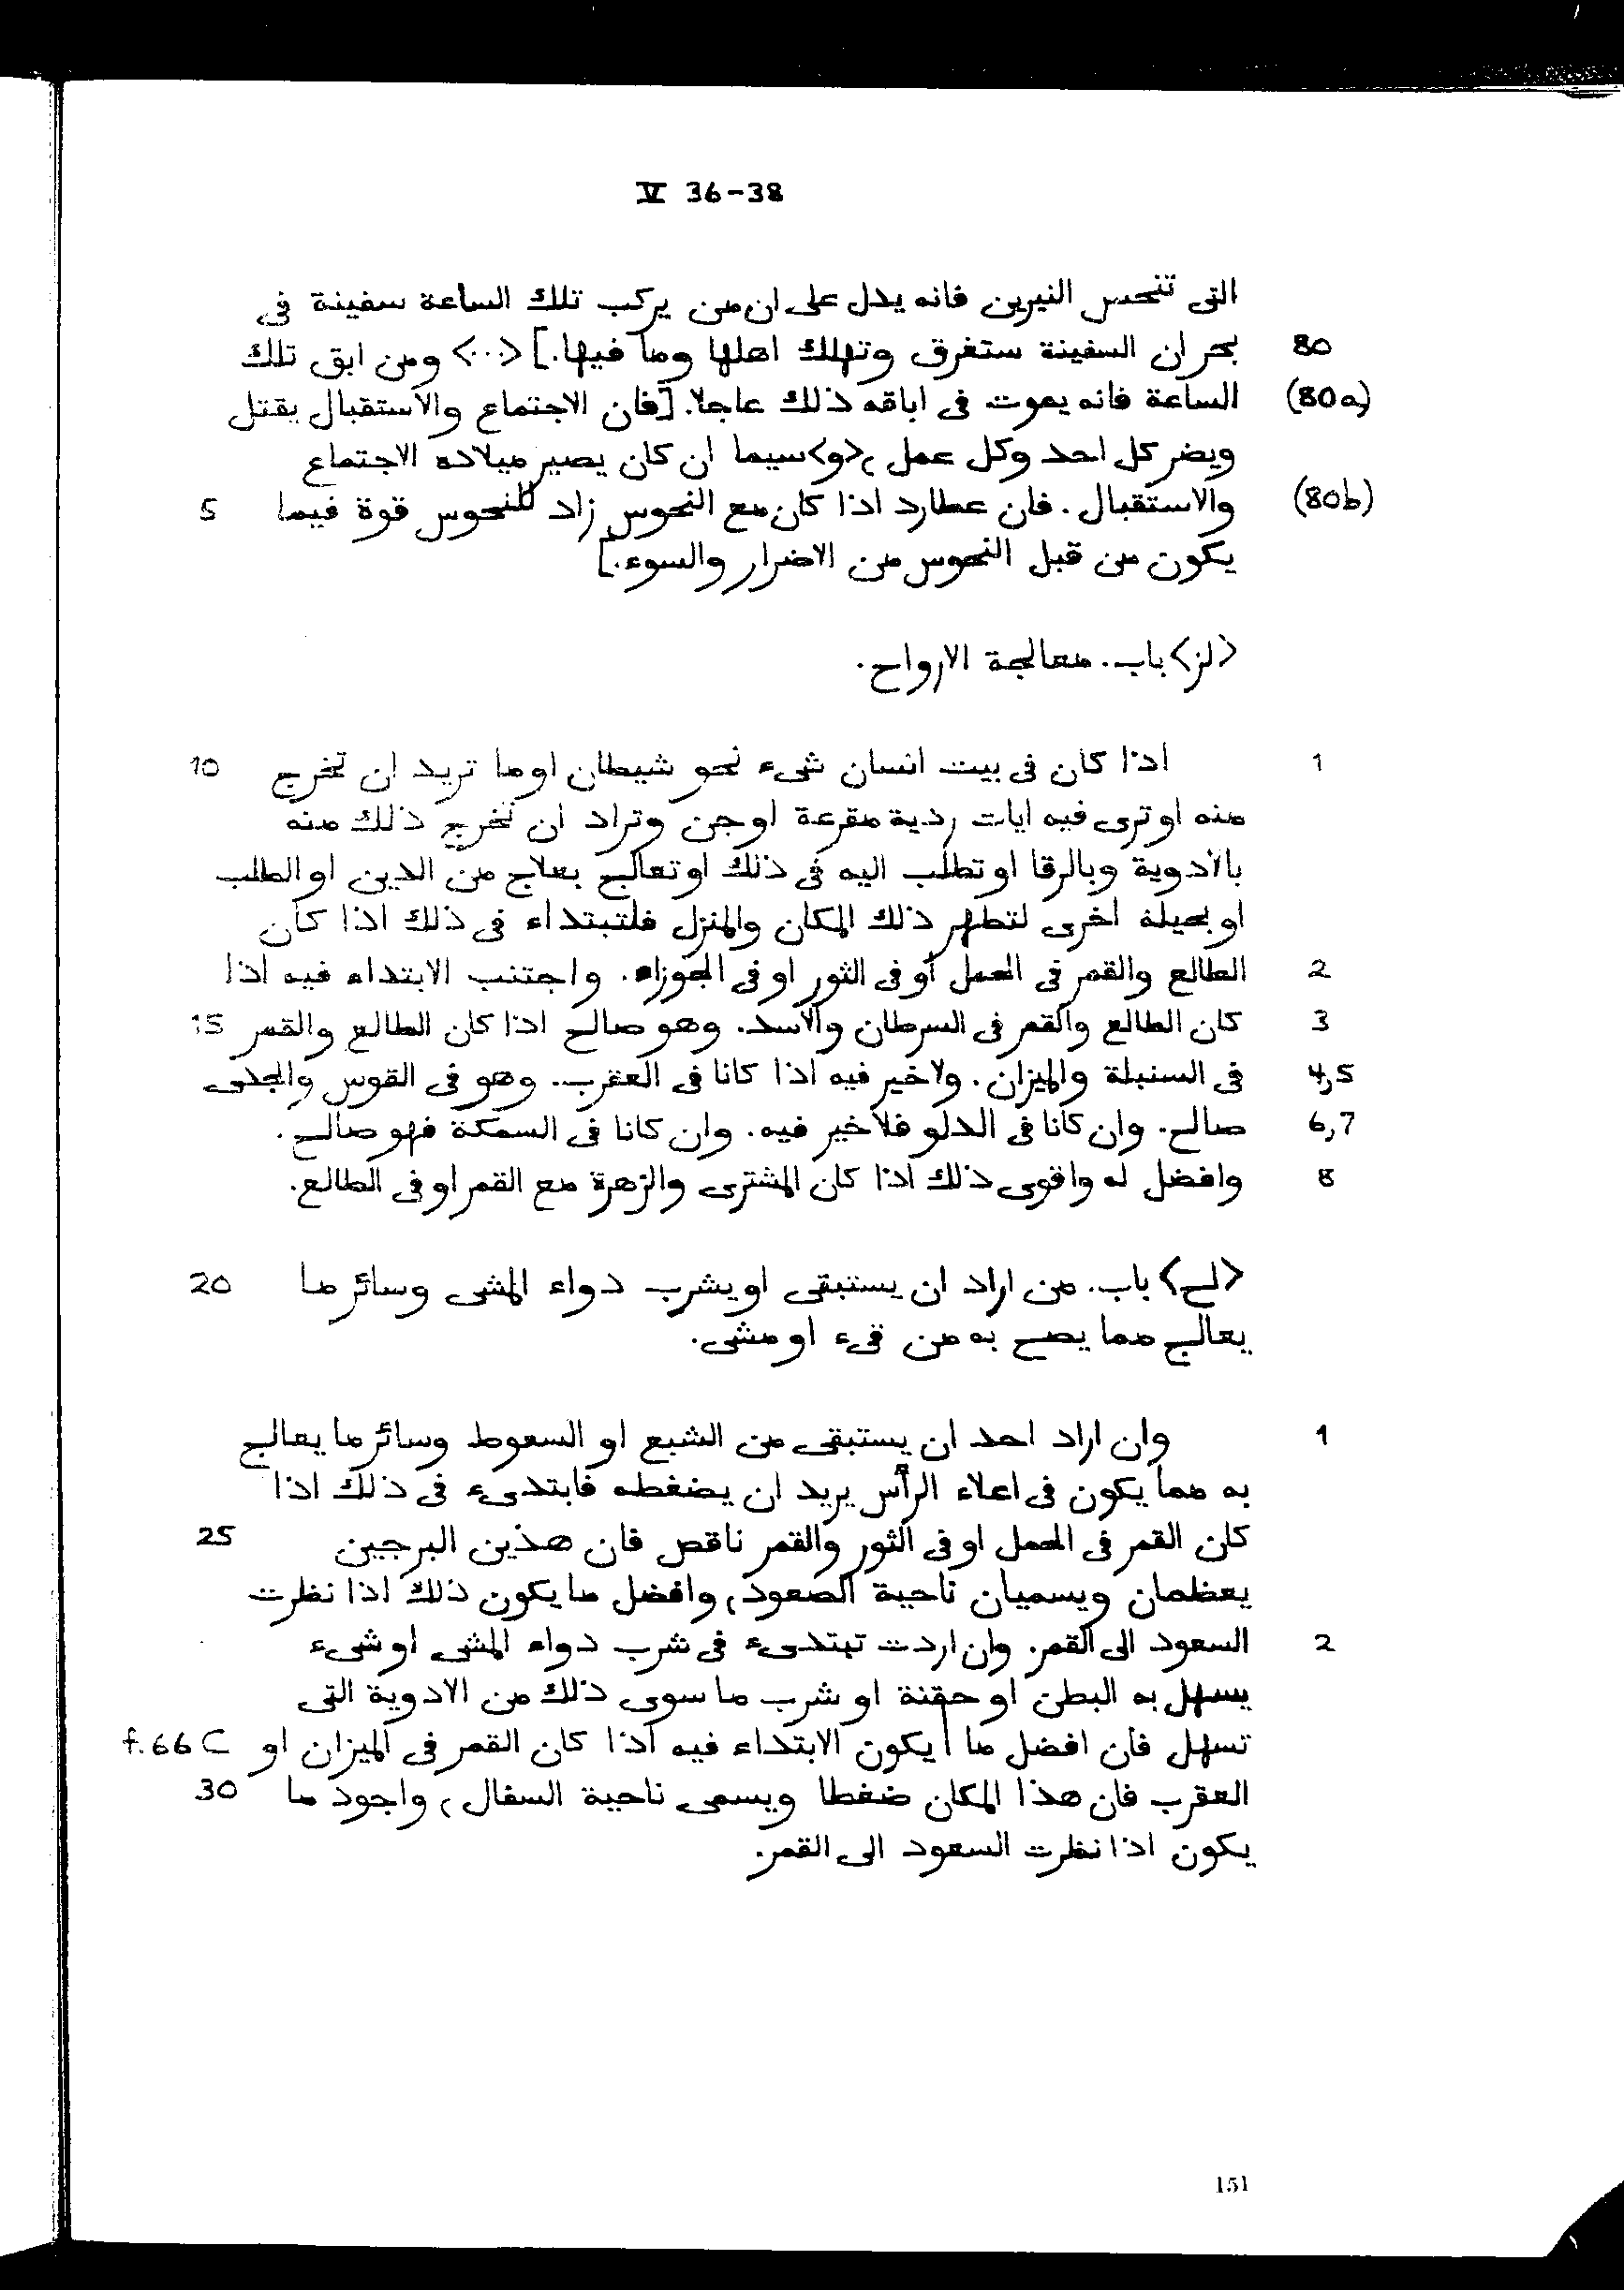 V 36-38
التى تنحس النيرين فانه يدل على ان من يركب تلك الساعة سفينة فى
80 بحر ان السفينة ستغرق وتهلك اهلها وما فيها.] <...> ومن ابق تلك
(80a) الساعة فانه يموت فى اباقه ذلك عاجلا. [فان الاجتماع والاستقبال يقتل
ويضر كل احد وكل عمل، <و>سيما ان كان يصير ميلاده الاجتماع
(80b) والاستقبال. فان عطارد اذا كان مع النحوس زاد للنحوس قوة فيما 5
يكون من قبل النحوس من الاضرار والسوء.]
<لز> باب. معالجة الارواح.
1 اذا كان فى بيت انسان شىء نحو شيطان اوما تريد ان تخرج 10
منه او ترى فيه ايات ردية مقرعة او جن وتراد ان تخرج ذلك منه
بالادوية وبالرقا او تطلب اليه فى ذلك او تعالج بعلاج من الدين او الطلب
او بحيلة اخرى لتطهر ذلك المكان والمنزل فلتبتداء فى ذلك اذا كان
2 الطالع والقمر فى الحمل او فى الثور او فى الجوزاء. واجتنب الابتداء فيه اذا
3 كان الطالع والقمر فى السرطان والاسد. وهو صالح اذا كان الطالع والقمر 15
4,5 فى السنبلة والميزان. ولا خير فيه اذا كانا فى العقرب. وهو فى القوس والجدى
6,7 صالح. وان كانا فى الدلو فلا خير فيه. وان كانا فى السمكة فهو صالح.
8 وافضل له واقوى ذلك اذا كان المشترى والزهرة مع القمر او فى الطالع.
<لح> باب. من اراد ان يستبقى او يشرب دواء المشى وسائر ما 20
يعالج مما يصح به من قىء او مشى.
1 وان اراد احد ان يستبقى من الشبع او السعوط وسائر ما يعالج
به مما يكون فى اعلاء الرأس يريد ان يضغطه فابتدىء فى ذلك اذا
كان القمر فى الحمل او فى الثور والقمر ناقص فان هذين البرجين 25
يعظمان ويسميان ناحية الصعود، وافضل ما يكون ذلك اذا نظرت
2 السعود الى القمر. وان اردت تبتدىء فى شرب دواء المشى او شىء
يسهل به البطن او حقنة او شرب ما سوى ذلك من الادوية التى
تسهل فان افضل ما | يكون الابتداء فيه اذا كان القمر فى الميزان او f.66 C
العقرب فان هذا المكان ضغطا ويسمى ناحية السفال، واجود ما 30
يكون اذا نظرت السعود الى القمر.
151